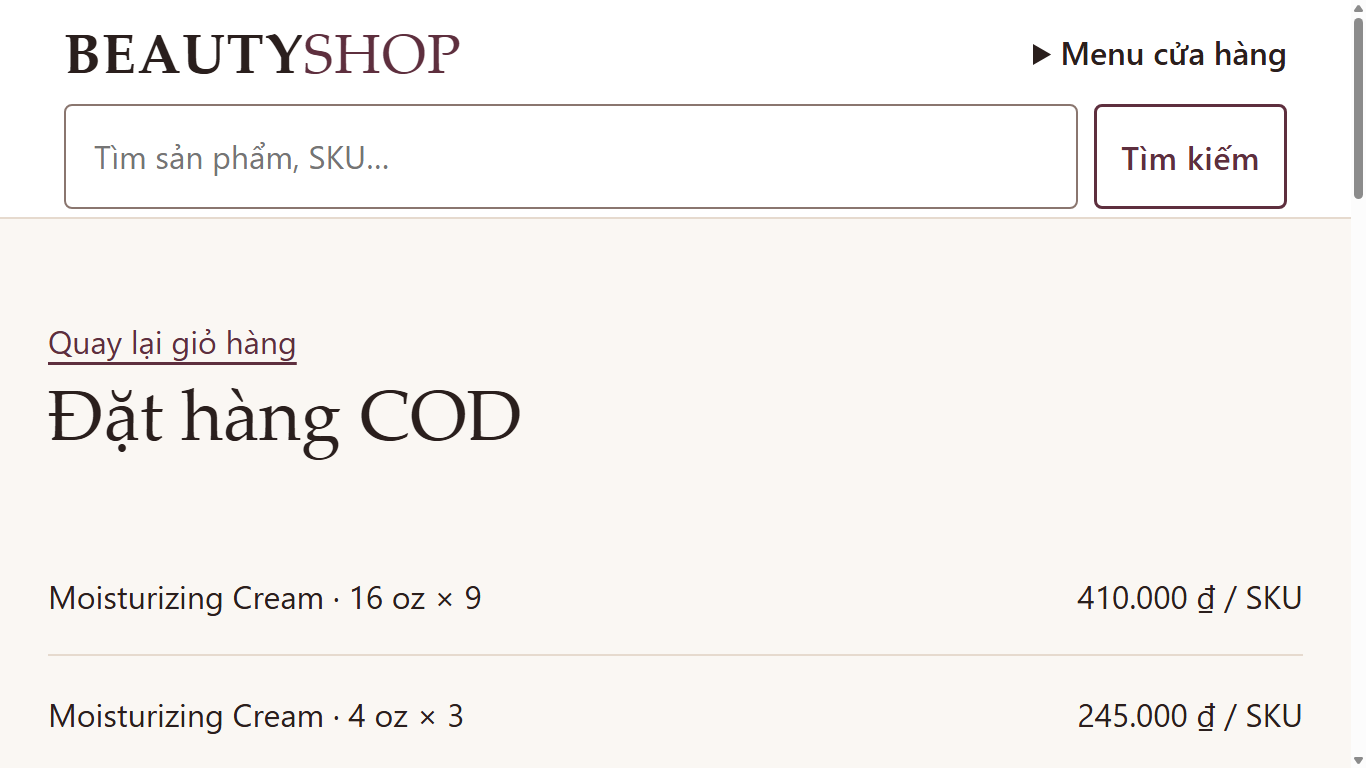 BEAUTYSHOP
▶ Menu cửa hàng
Tìm sản phẩm, SKU...
Tìm kiếm
Quay lại giỏ hàng
Đặt hàng COD
Moisturizing Cream · 16 oz × 9
410.000 ₫ / SKU
Moisturizing Cream · 4 oz × 3
245.000 ₫ / SKU